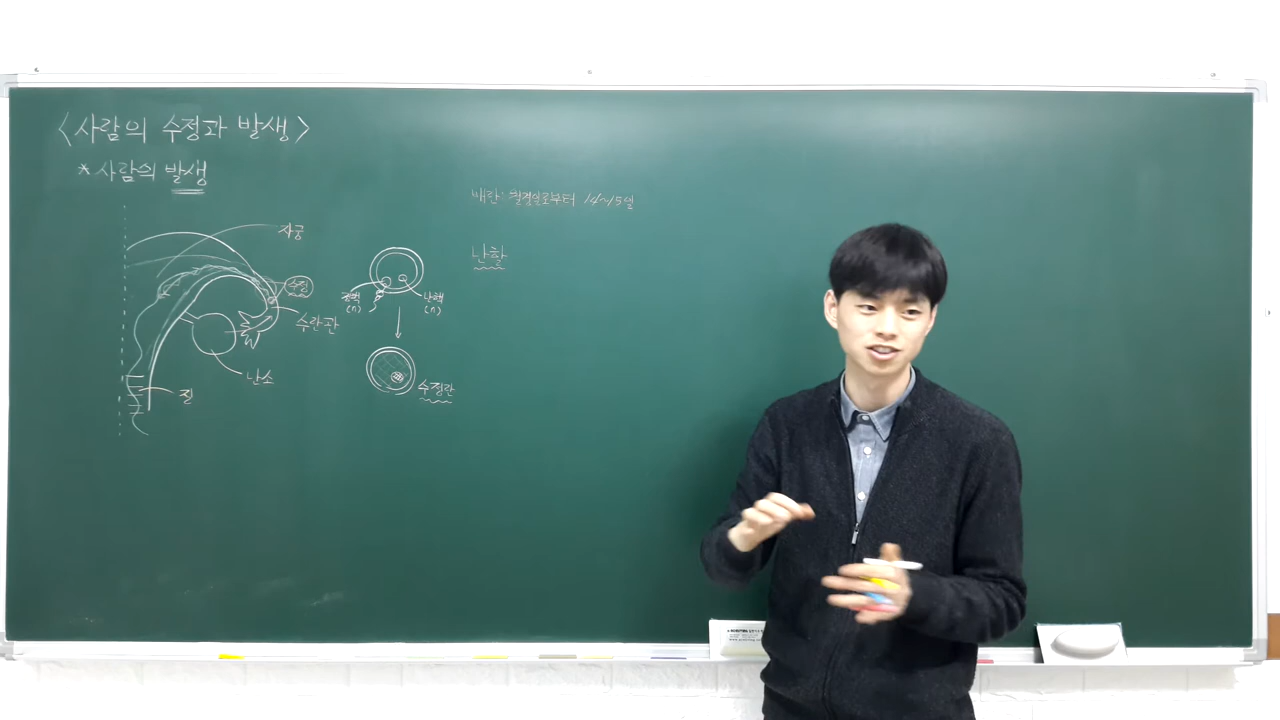 <사람의 수정과 발생>
* 사람의 발생
배란: 월경일로부터 14~15일
자궁
난할
수정
정핵
(n)
난핵
(n)
수란관
난소
수정란
질